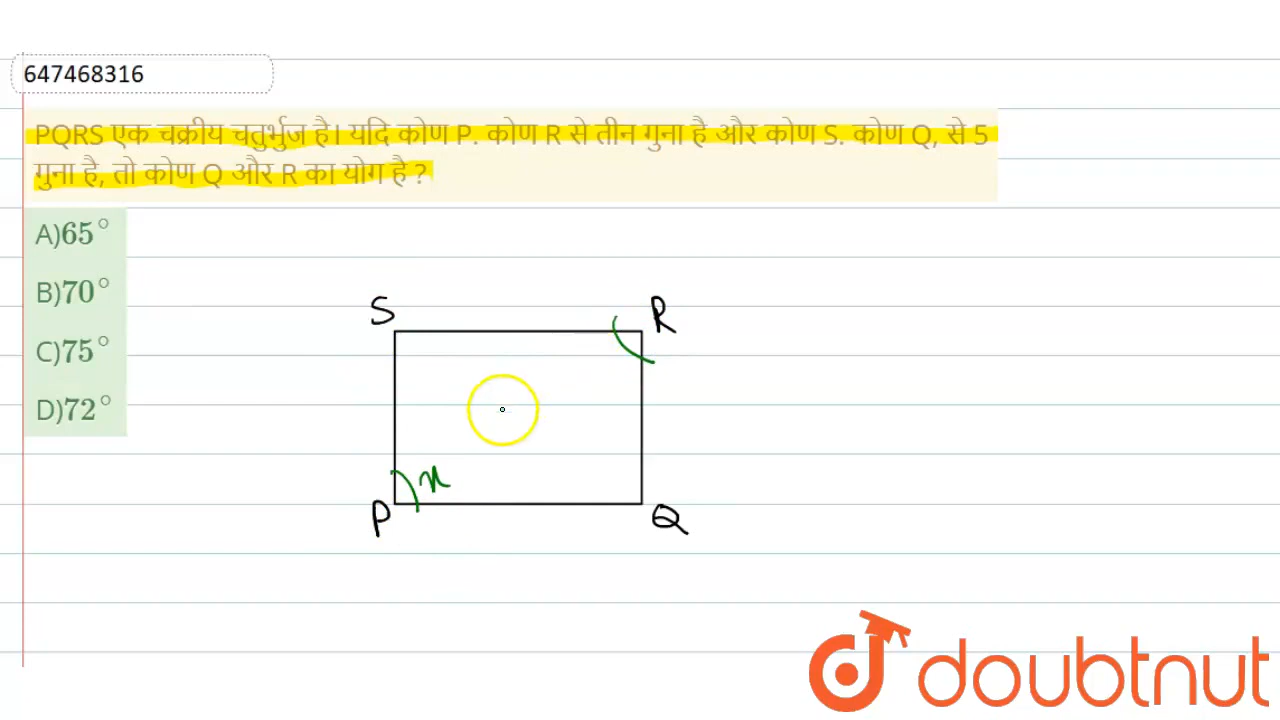 647468316
PQRS एक चक्रीय चतुर्भुज है। यदि कोण P. कोण R से तीन गुना है और कोण S. कोण Q, से 5
गुना है, तो कोण Q और R का योग है ?
A)65°
B)70°
C)75°
D)72°
S R
x
P Q
doubtnut